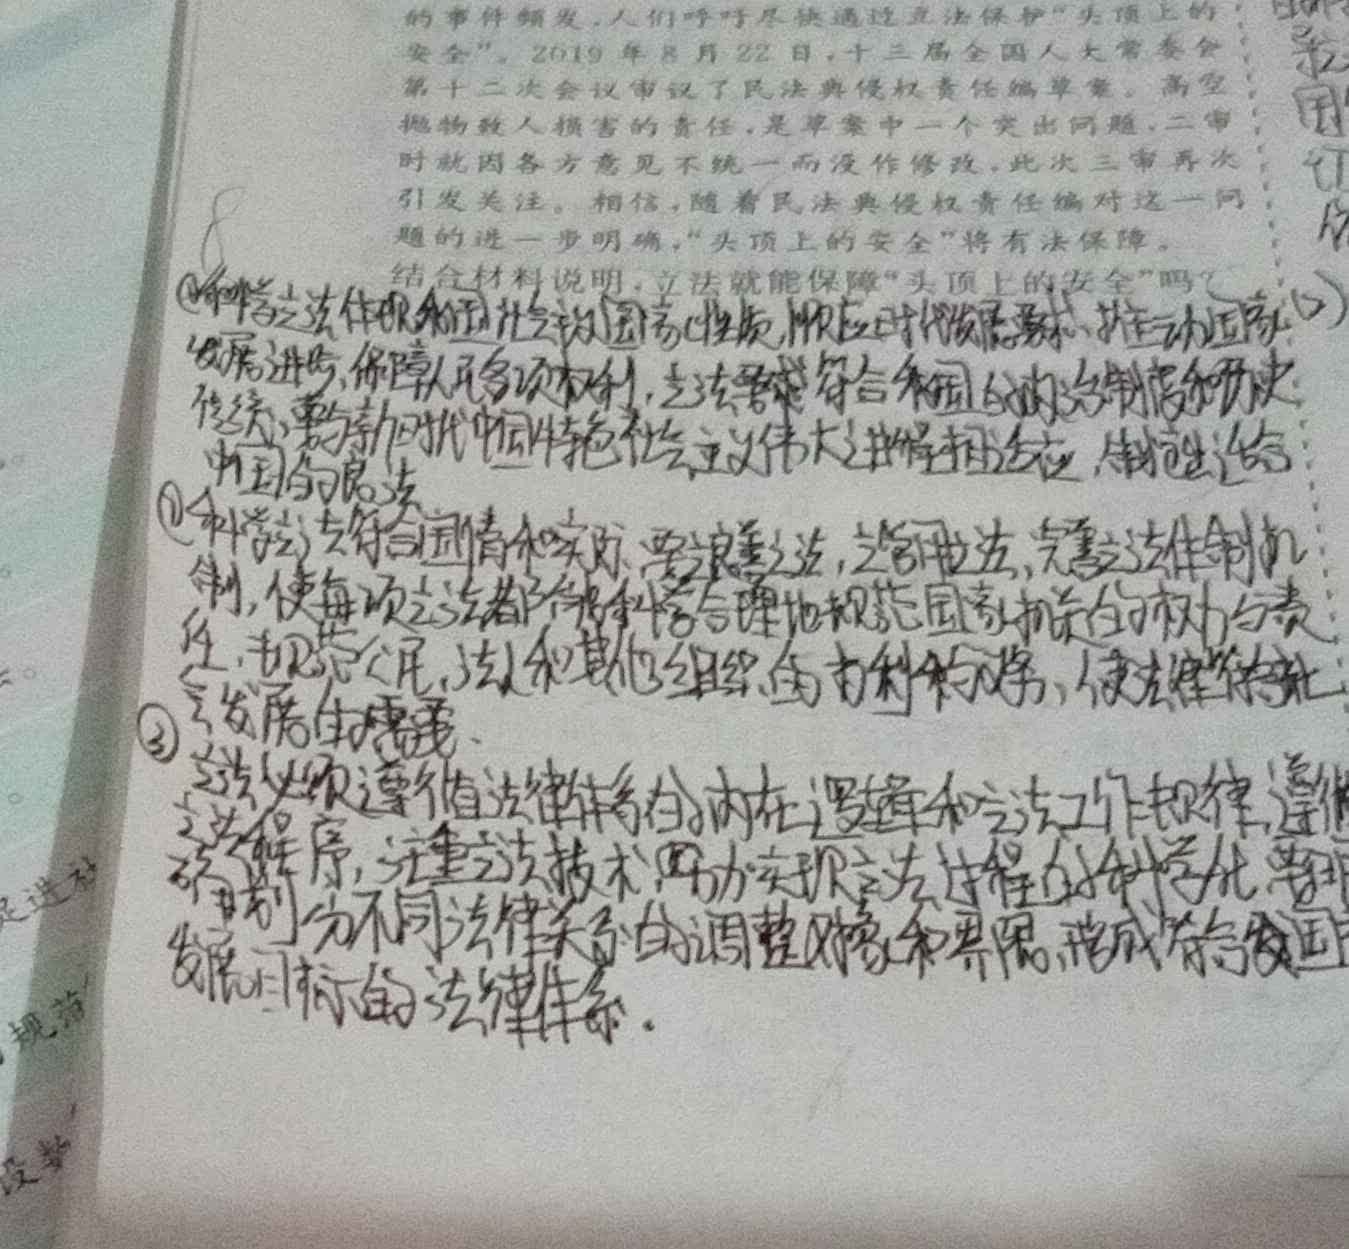 的事件频发,人们呼吁尽快通过立法保护“头顶上的
安全”。2019年8月22日,十三届全国人大常委会
第十二次会议审议了民法典侵权责任编草案。高空
抛物致人损害的责任,是草案中一个突出问题,二审
时就因各方意见不统一而没作修改,此次三审再次
引发关注。相信,随着民法典侵权责任编对这一问
题的进一步明确,“头顶上的安全”将有法保障。
结合材料说明,立法就能保障“头顶上的安全”吗?
8
②科学立法体现我国社会主义国家性质,顺应时代发展要求、推动国家
发展进步、保障人民各项权利,立法要求符合我国的政治制度和历史
传统,要与新时代中国特色社会主义伟大进程相适应,制定出适合
中国的良法
①科学立法符合国情和实际、要立良善之法,立管用之法、完善立法体制机
制,使每项立法都能够科学合理地规范国家机关的权力与责
任,规范公民、法人和其他组织的权利和义务,使法律符合社
会发展的需要、
③
立法必须遵循法律体系的内在逻辑和立法工作规律,遵循
立法程序,注重立法技术,努力实现立法过程的科学化,
划分不同法律关系的调整对象和界限,形成符合我国
发展目标的法律体系.
(2)
促进社
规范
没